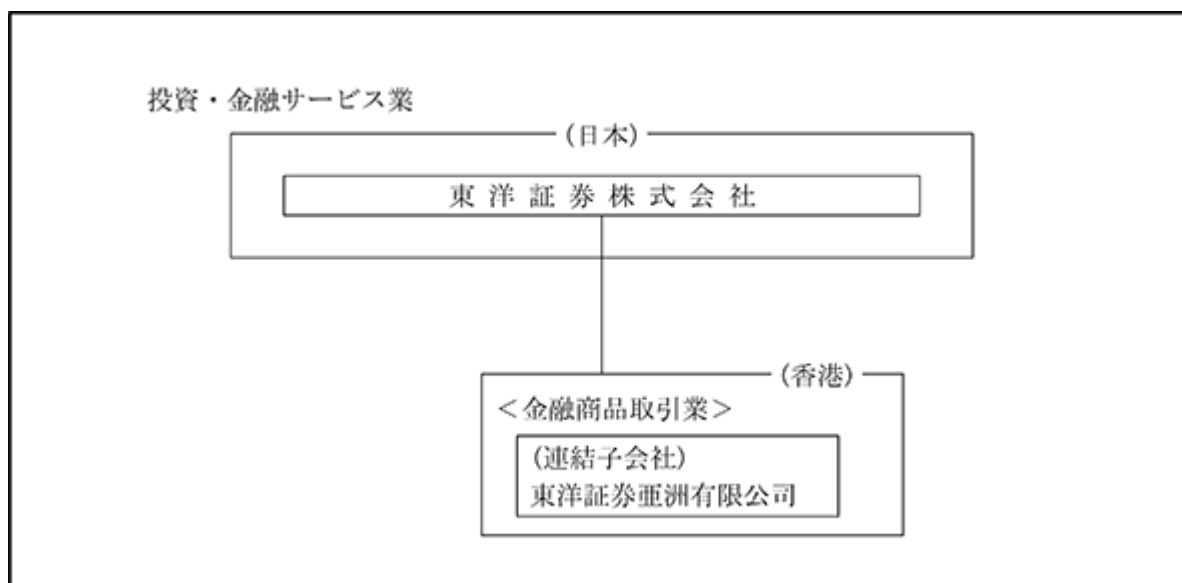 投資・金融サービス業
(日本)
東洋証券株式会社
(香港)
＜金融商品取引業＞
(連結子会社)
東洋証券亜洲有限公司